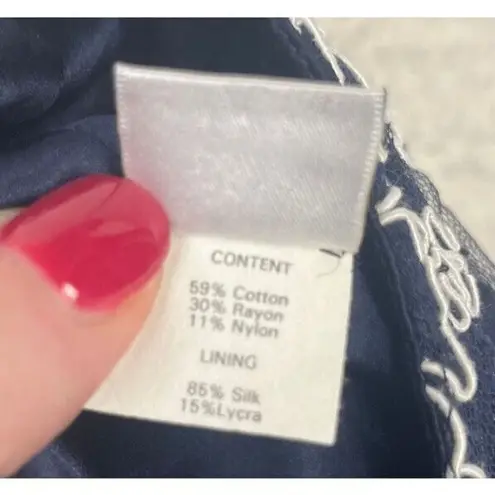 CONTENT
59% Cotton
30% Rayon
11% Nylon
LINING
85% Silk
15%Lycra